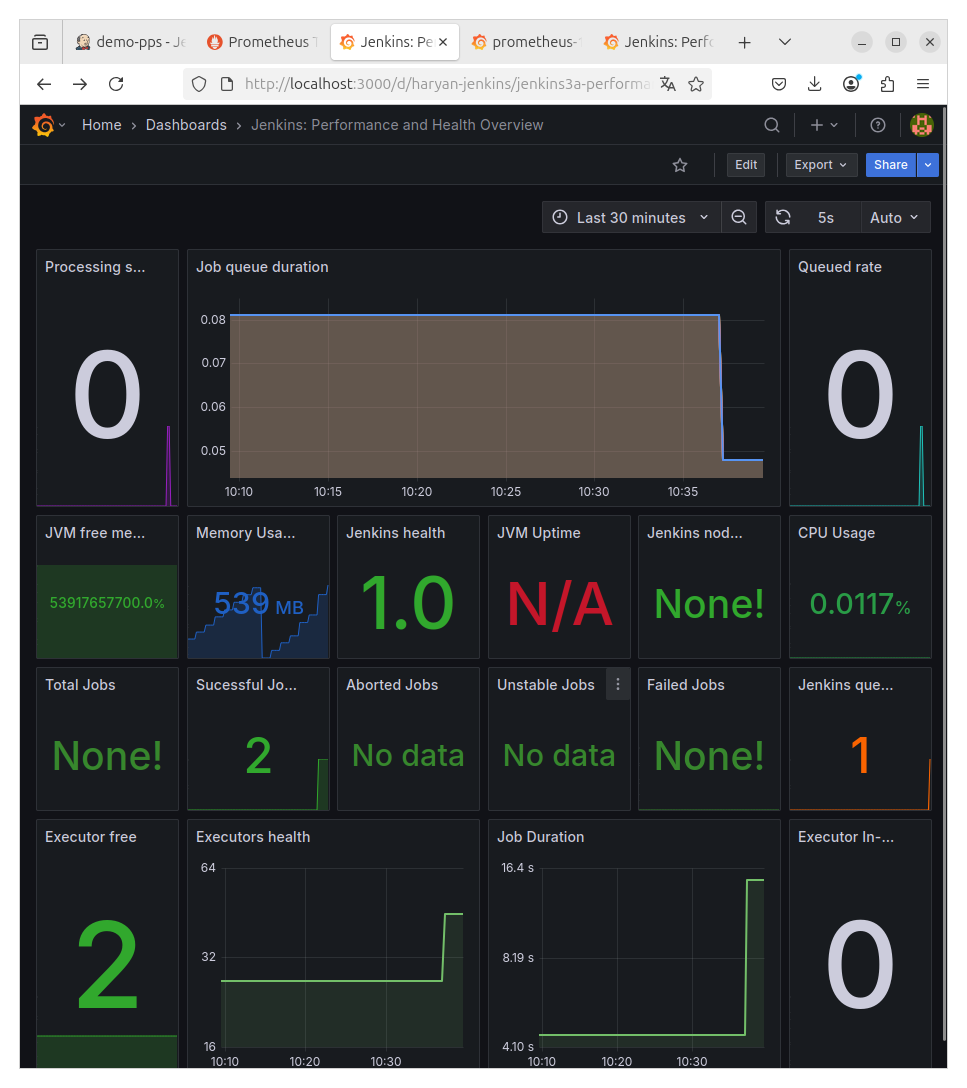 demo-pps - Je
Prometheus T
Jenkins: Pe
prometheus-
Jenkins: Perfo
http://localhost:3000/d/haryan-jenkins/jenkins3a-performa
Home › Dashboards › Jenkins: Performance and Health Overview
Edit
Export
Share
Last 30 minutes
5s
Auto
Processing s...
Job queue duration
Queued rate
0
0.08
0.07
0.06
0.05
10:10
10:15
10:20
10:25
10:30
10:35
0
JVM free me...
Memory Usa...
Jenkins health
JVM Uptime
Jenkins nod...
CPU Usage
53917657700.0%
539 MB
1.0
N/A
None!
0.0117%
Total Jobs
Sucessful Jo...
Aborted Jobs
Unstable Jobs
Failed Jobs
Jenkins que...
None!
2
No data
No data
None!
1
Executor free
Executors health
Job Duration
Executor In-...
2
64
32
16
10:10
10:20
10:30
16.4 s
8.19 s
4.10 s
10:10
10:20
10:30
0